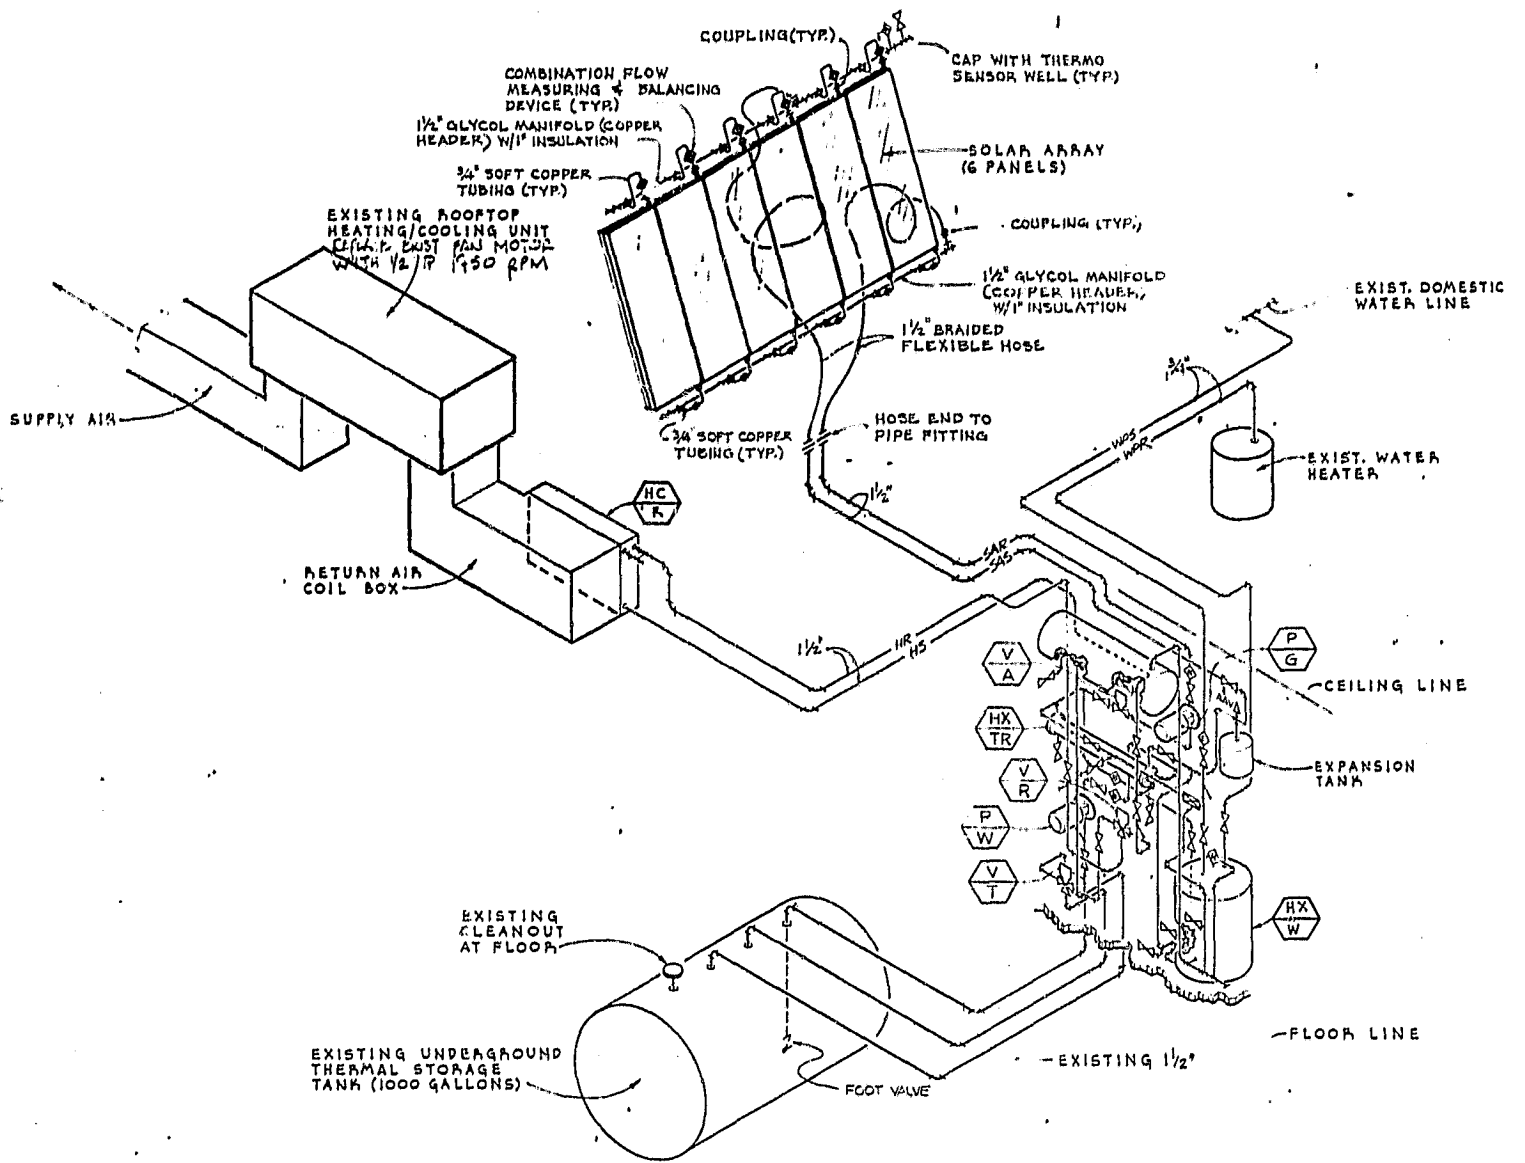 COUPLING (TYP.)
CAP WITH THERMO
SENSOR WELL (TYP.)
COMBINATION FLOW
MEASURING & BALANCING
DEVICE (TYP.)
1½" GLYCOL MANIFOLD (COPPER
HEADER) W/1" INSULATION
¾" SOFT COPPER
TUBING (TYP.)
SOLAR ARRAY
(6 PANELS)
EXISTING ROOFTOP
HEATING/COOLING UNIT
EXIST FAN MOTOR
WITH 1/2 HP RPM
COUPLING (TYP.)
1½" GLYCOL MANIFOLD
(COPPER HEADER)
W/1" INSULATION
EXIST. DOMESTIC
WATER LINE
1½" BRAIDED
FLEXIBLE HOSE
SUPPLY AIR
HOSE END TO
PIPE FITTING
¾" SOFT COPPER
TUBING (TYP.)
WPS
WPR
EXIST. WATER
HEATER
HC
R
1½"
RETURN AIR
COIL BOX
SAR
SAS
1½"
HR
HS
P
G
V
A
CEILING LINE
HX
TR
V
R
EXPANSION
TANK
P
W
V
T
EXISTING
CLEANOUT
AT FLOOR
HX
W
FLOOR LINE
EXISTING UNDERGROUND
THERMAL STORAGE
TANK (1000 GALLONS)
EXISTING 1½"
FOOT VALVE